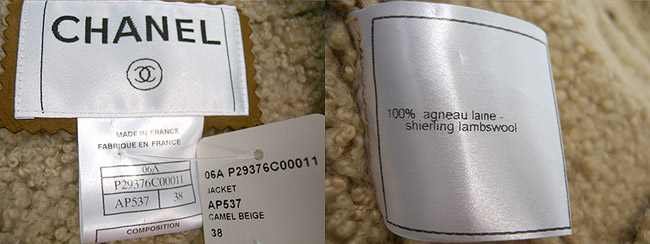 CHANEL
MADE IN FRANCE
FABRIQUE EN FRANCE
06A
P29376C00011
AP537 38
COMPOSITION
06A P29376C00011
JACKET
AP537
CAMEL BEIGE
38
100% agneau laine -
shierling lambswool